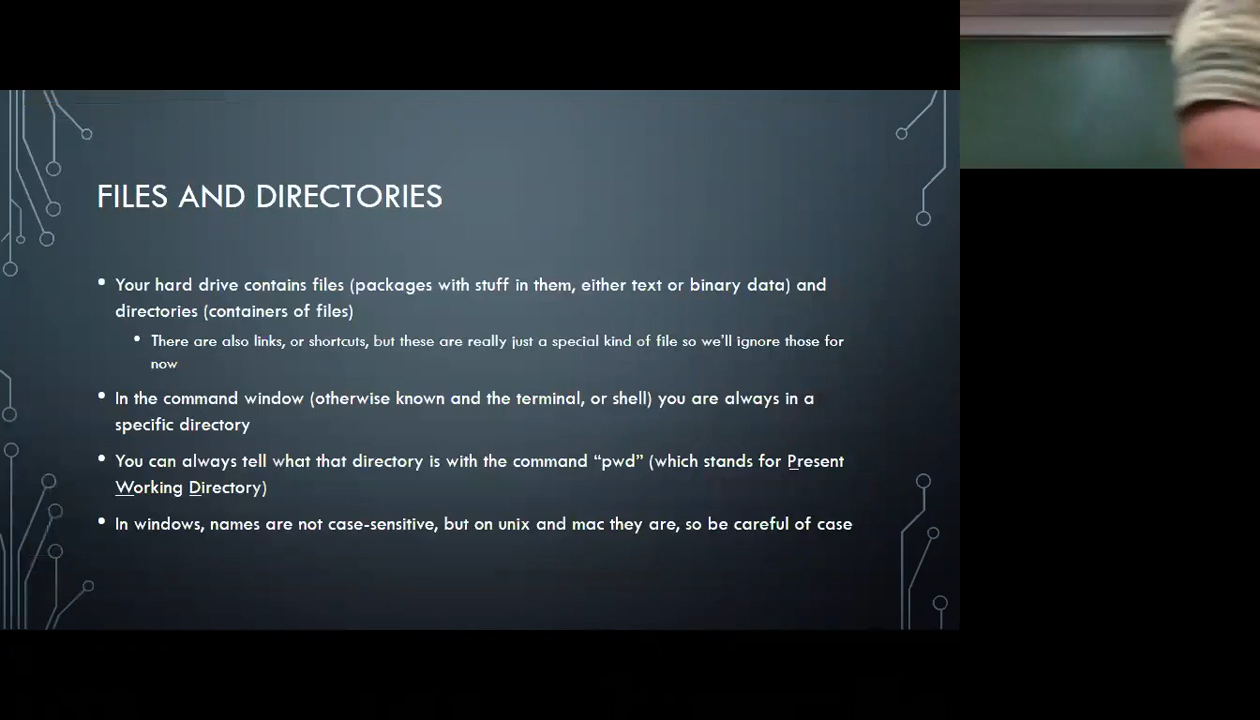 FILES AND DIRECTORIES
• Your hard drive contains files (packages with stuff in them, either text or binary data) and
directories (containers of files)
• There are also links, or shortcuts, but these are really just a special kind of file so we'll ignore those for
now
• In the command window (otherwise known and the terminal, or shell) you are always in a
specific directory
• You can always tell what that directory is with the command “pwd” (which stands for Present
Working Directory)
• In windows, names are not case-sensitive, but on unix and mac they are, so be careful of case